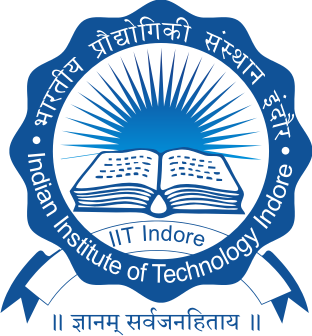 • भारतीय प्रौद्योगिकी संस्थान इंदौर •
Indian Institute of Technology Indore
IIT Indore
॥ ज्ञानम् सर्वजनहिताय ॥